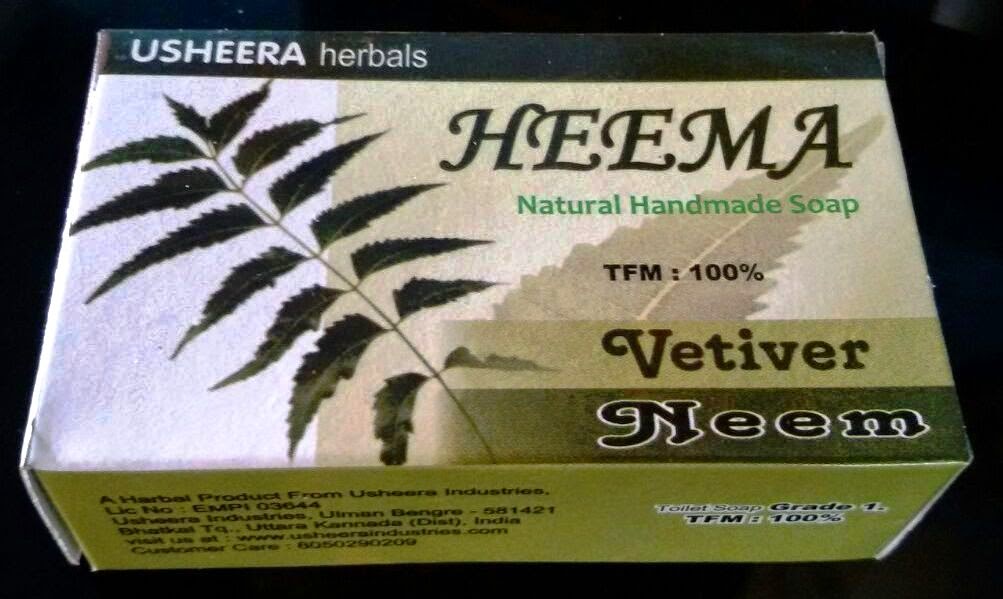 USHEERA herbals
HEEMA
Natural Handmade Soap
TFM : 100%
Vetiver
Neem
A Harbal Product From Usheera Industries,
Lic No : EMPI 03644
Usheera Industries, Ulman Bengre - 581421
Bhatkal Tq., Uttara Kannada (Dist), India
visit us at : www.usheeraindustries.com
Customer Care : 8050290209
Toilet Soap Grade 1.
TFM : 100%